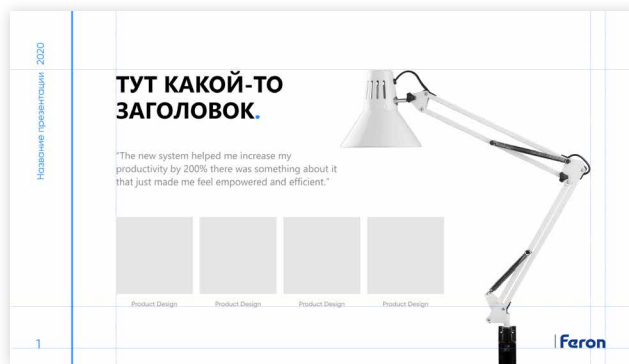 Название презентации 2020
ТУТ КАКОЙ-ТО
ЗАГОЛОВОК.
"The new system helped me increase my
productivity by 200% there was something about it
that just made me feel empowered and efficient."
Product Design
Product Design
Product Design
Product Design
1
Feron